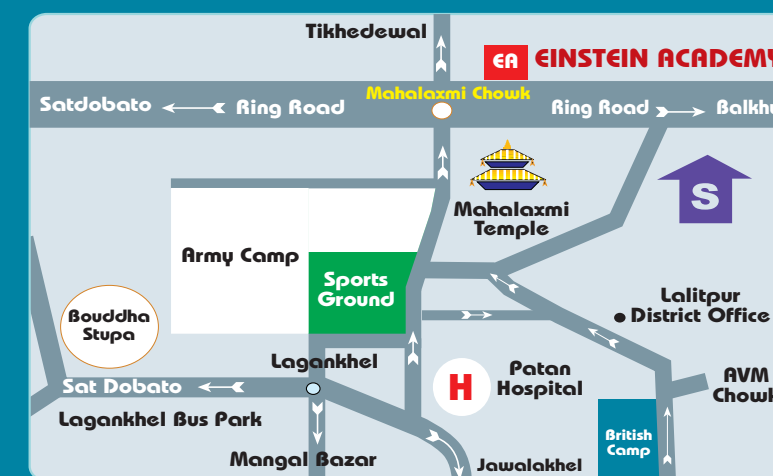 Tikhedewal
EA EINSTEIN ACADEMY
Mahalaxmi Chowk
Satdobato Ring Road
Ring Road Balkhu
S
Mahalaxmi
Temple
Army Camp
Sports
Ground
Bouddha
Stupa
Lalitpur
District Office
Lagankhel
Patan
Hospital
H
Sat Dobato
AVM
Chowk
Lagankhel Bus Park
British
Camp
Mangal Bazar
Jawalakhel